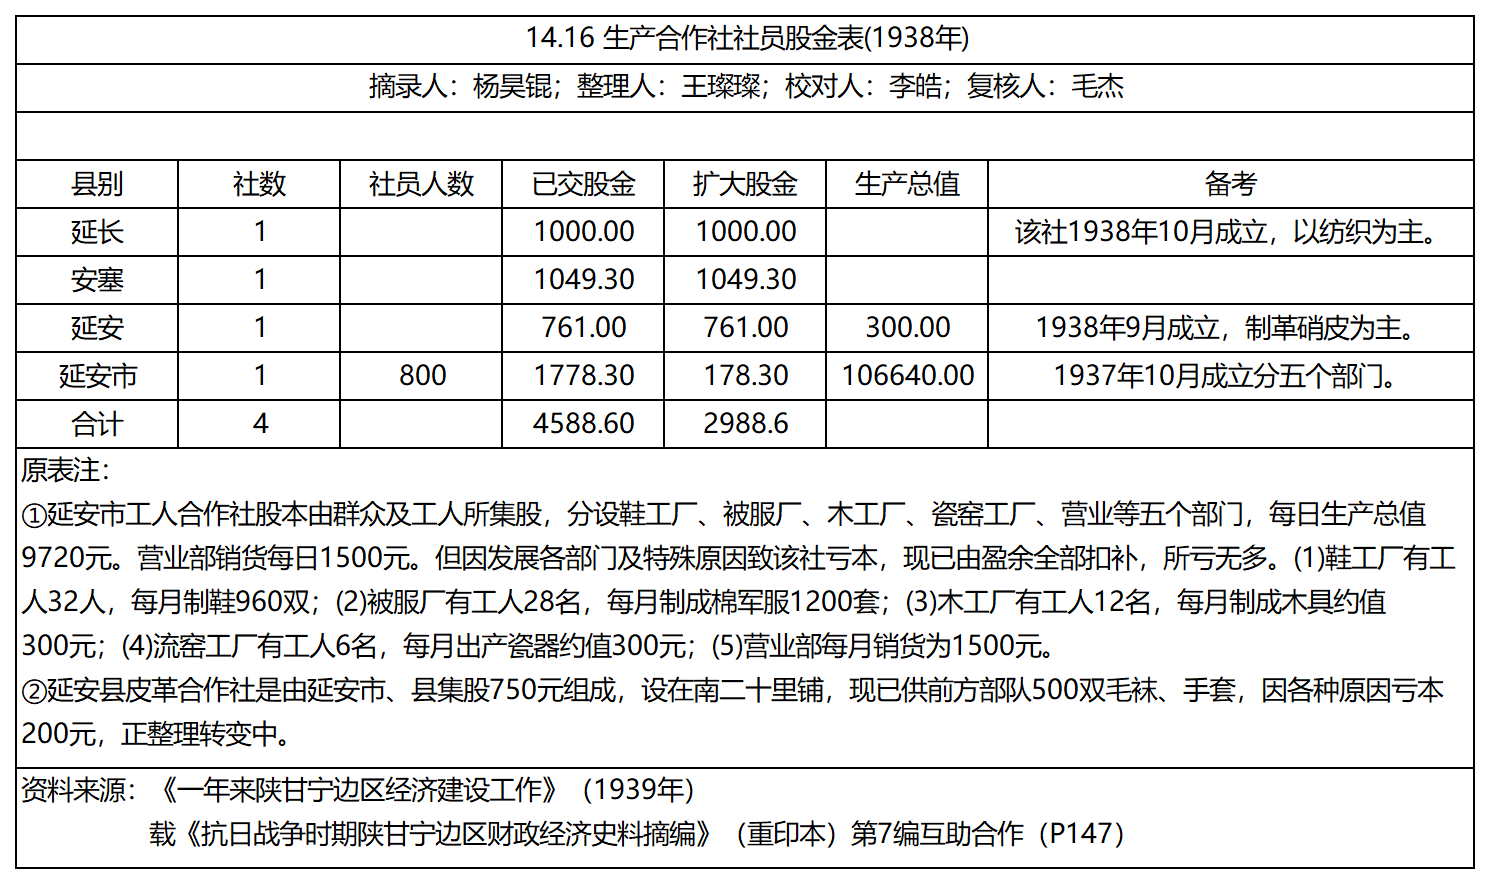 14.16 生产合作社社员股金表(1938年)
摘录人：杨昊锟；整理人：王璨璨；校对人：李皓；复核人：毛杰
县别 社数 社员人数 已交股金 扩大股金 生产总值 备考
延长 1 1000.00 1000.00 该社1938年10月成立，以纺织为主。
安塞 1 1049.30 1049.30
延安 1 761.00 761.00 300.00 1938年9月成立，制革硝皮为主。
延安市 1 800 1778.30 178.30 106640.00 1937年10月成立分五个部门。
合计 4 4588.60 2988.6
原表注：
①延安市工人合作社股本由群众及工人所集股，分设鞋工厂、被服厂、木工厂、瓷窑工厂、营业等五个部门，每日生产总值
9720元。营业部销货每日1500元。但因发展各部门及特殊原因致该社亏本，现已由盈余全部扣补，所亏无多。(1)鞋工厂有工
人32人，每月制鞋960双；(2)被服厂有工人28名，每月制成棉军服1200套；(3)木工厂有工人12名，每月制成木具约值
300元；(4)流窑工厂有工人6名，每月出产瓷器约值300元；(5)营业部每月销货为1500元。
②延安县皮革合作社是由延安市、县集股750元组成，设在南二十里铺，现已供前方部队500双毛袜、手套，因各种原因亏本
200元，正整理转变中。
资料来源：《一年来陕甘宁边区经济建设工作》（1939年）
载《抗日战争时期陕甘宁边区财政经济史料摘编》（重印本）第7编互助合作（P147）